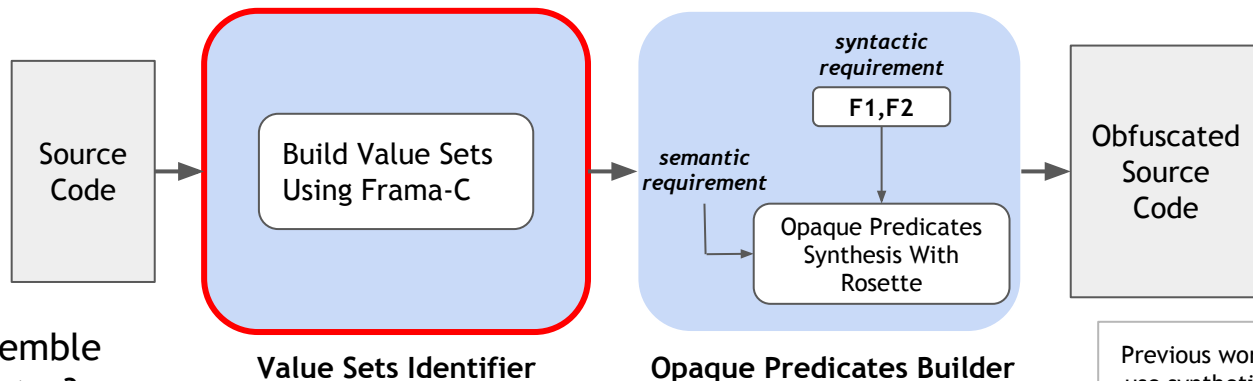 Source
Code
Build Value Sets
Using Frama-C
Value Sets Identifier
syntactic
requirement
F1,F2
semantic
requirement
Opaque Predicates
Synthesis With
Rosette
Opaque Predicates Builder
Obfuscated
Source
Code
emble
Previous wor